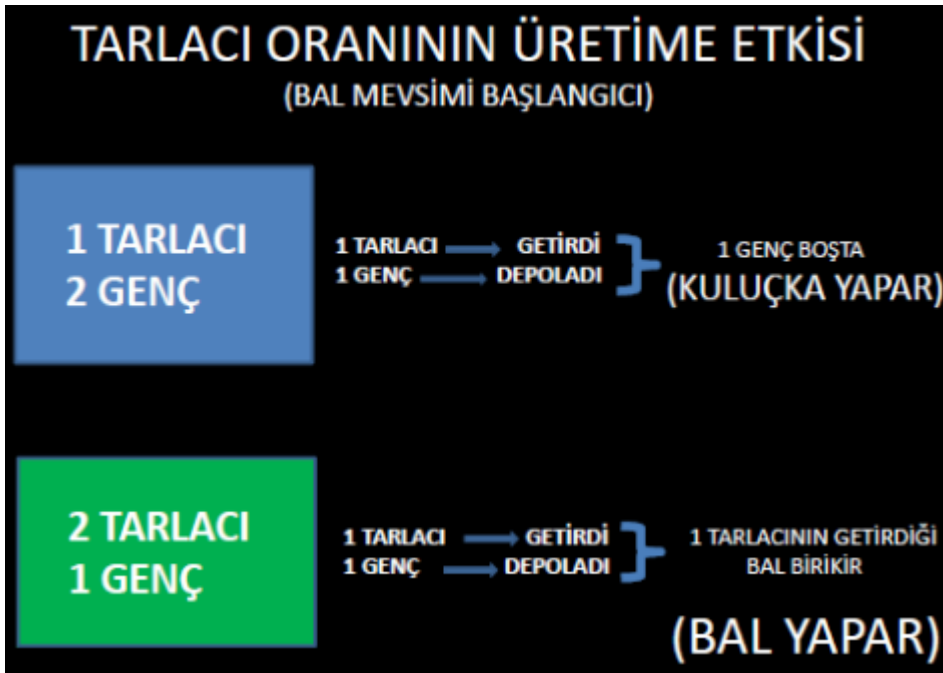 TARLACI ORANININ ÜRETİME ETKİSİ
(BAL MEVSİMİ BAŞLANGICI)
1 TARLACI
2 GENÇ
1 TARLACI GETİRDİ
1 GENÇ DEPOLADI
1 GENÇ BOŞTA
(KULUÇKA YAPAR)
2 TARLACI
1 GENÇ
1 TARLACI GETİRDİ
1 GENÇ DEPOLADI
1 TARLACININ GETİRDİĞİ
BAL BİRİKİR
(BAL YAPAR)